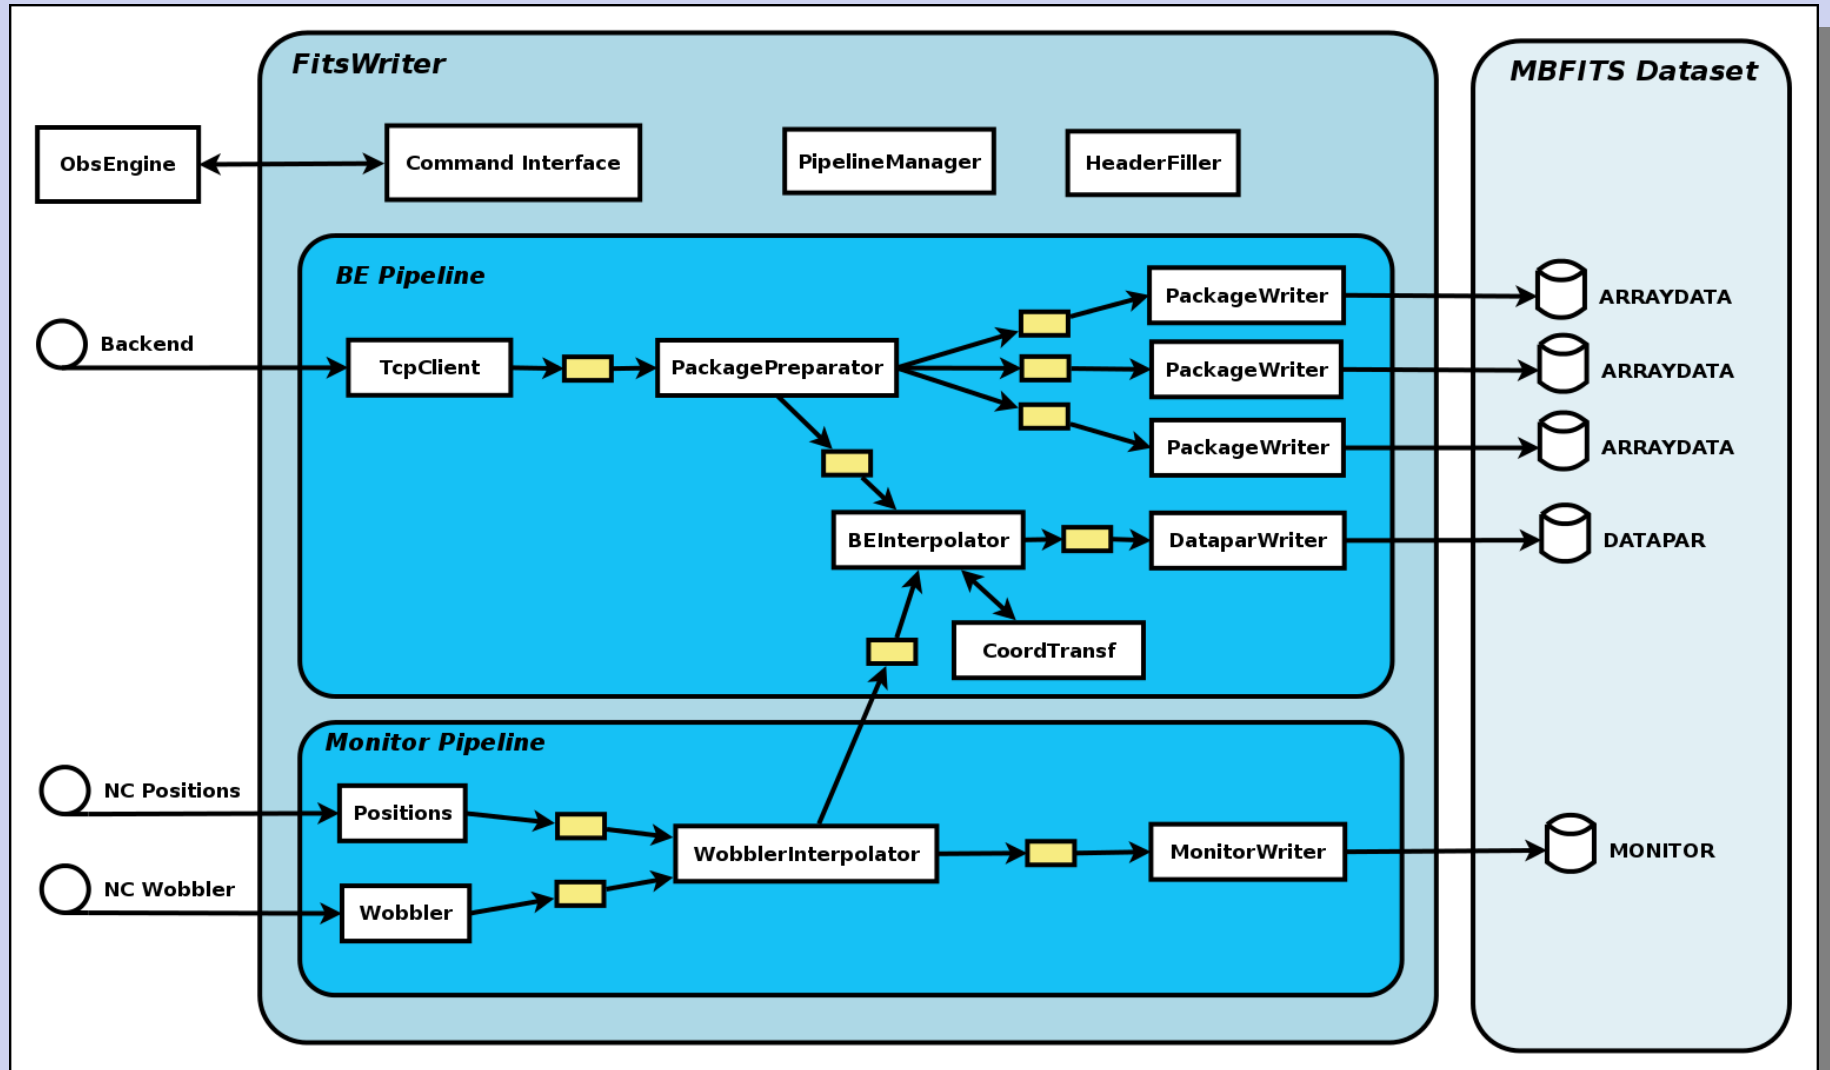 FitsWriter
MBFITS Dataset
ObsEngine
Command Interface
PipelineManager
HeaderFiller
BE Pipeline
Backend
TcpClient
PackagePreparator
PackageWriter
ARRAYDATA
PackageWriter
ARRAYDATA
PackageWriter
ARRAYDATA
BEInterpolator
DataparWriter
DATAPAR
CoordTransf
Monitor Pipeline
NC Positions
Positions
WobblerInterpolator
MonitorWriter
MONITOR
NC Wobbler
Wobbler